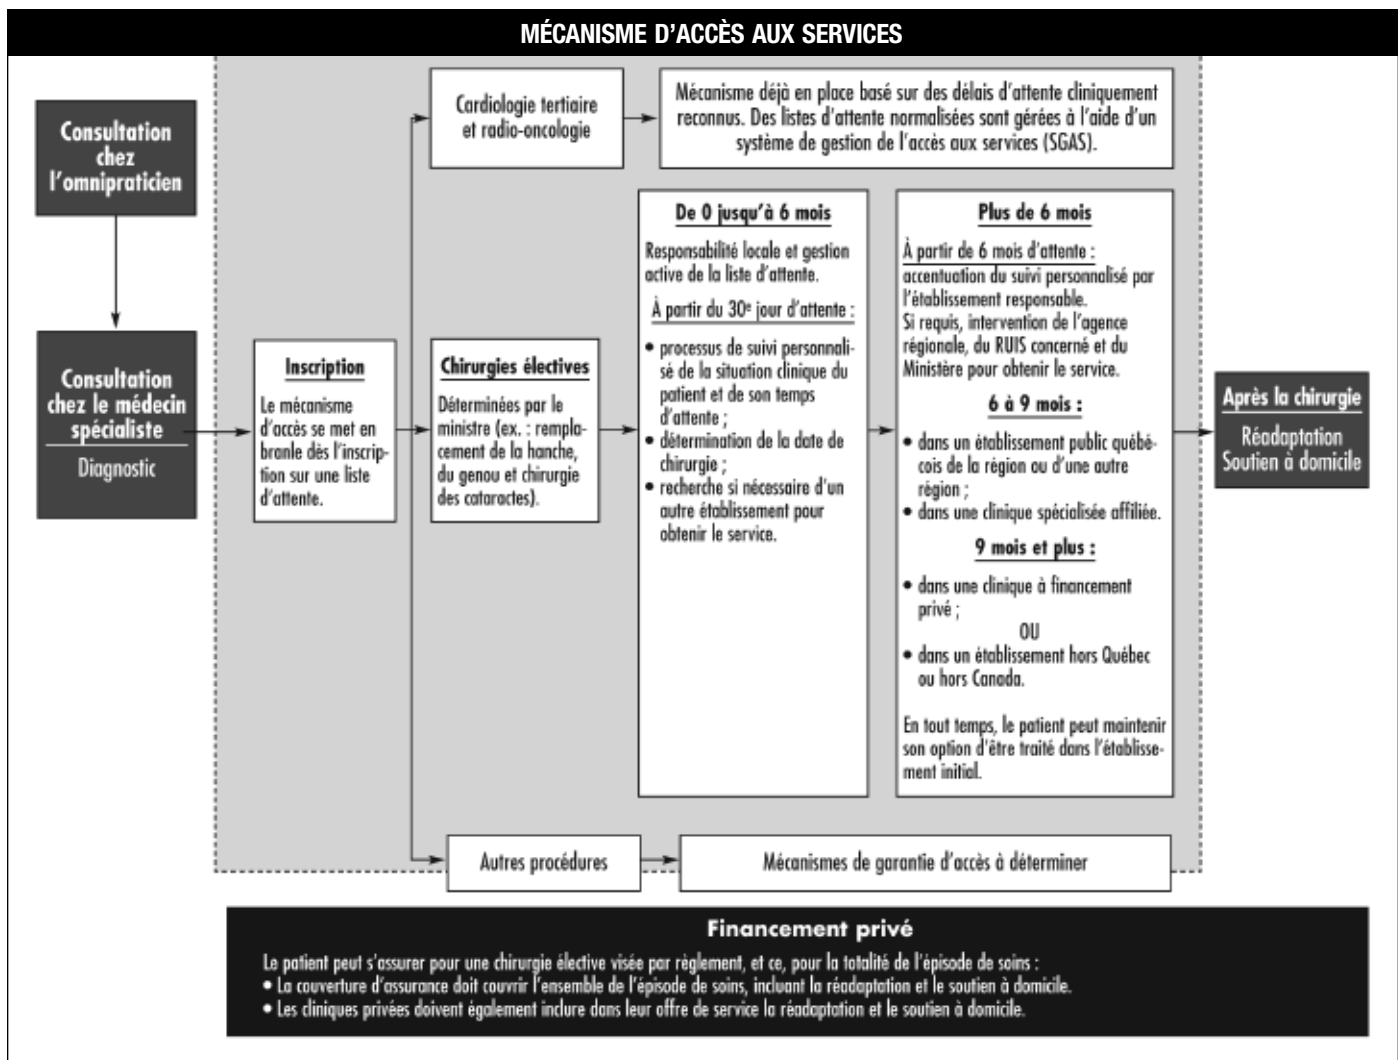 MÉCANISME D'ACCÈS AUX SERVICES
Consultation
chez
l'omnipraticien
Consultation
chez le médecin
spécialiste
Diagnostic
Inscription
Le mécanisme
d'accès se met en
branle dès l'inscrip-
tion sur une liste
d'attente.
Cardiologie tertiaire
et radio-oncologie
Mécanisme déjà en place basé sur des délais d'attente cliniquement
reconnus. Des listes d'attente normalisées sont gérées à l'aide d'un
système de gestion de l'accès aux services (SGAS).
Chirurgies électives
Déterminées par le
ministre (ex. : rempla-
cement de la hanche,
du genou et chirurgie
des cataractes).
De 0 jusqu'à 6 mois
Responsabilité locale et gestion
active de la liste d'attente.
À partir du 30e jour d'attente :
• processus de suivi personnali-
sé de la situation clinique du
patient et de son temps
d'attente ;
• détermination de la date de
chirurgie ;
• recherche si nécessaire d'un
autre établissement pour
obtenir le service.
Plus de 6 mois
À partir de 6 mois d'attente :
accentuation du suivi personnalisé par
l'établissement responsable.
Si requis, intervention de l'agence
régionale, du RUIS concerné et du
Ministère pour obtenir le service.
6 à 9 mois :
• dans un établissement public québé-
cois de la région ou d'une autre
région ;
• dans une clinique spécialisée affiliée.
9 mois et plus :
• dans une clinique à financement
privé ;
OU
• dans un établissement hors Québec
ou hors Canada.
En tout temps, le patient peut maintenir
son option d'être traité dans l'établisse-
ment initial.
Après la chirurgie
Réadaptation
Soutien à domicile
Autres procédures
Mécanismes de garantie d'accès à déterminer
Financement privé
Le patient peut s'assurer pour une chirurgie élective visée par règlement, et ce, pour la totalité de l'épisode de soins :
• La couverture d'assurance doit couvrir l'ensemble de l'épisode de soins, incluant la réadaptation et le soutien à domicile.
• Les cliniques privées doivent également inclure dans leur offre de service la réadaptation et le soutien à domicile.